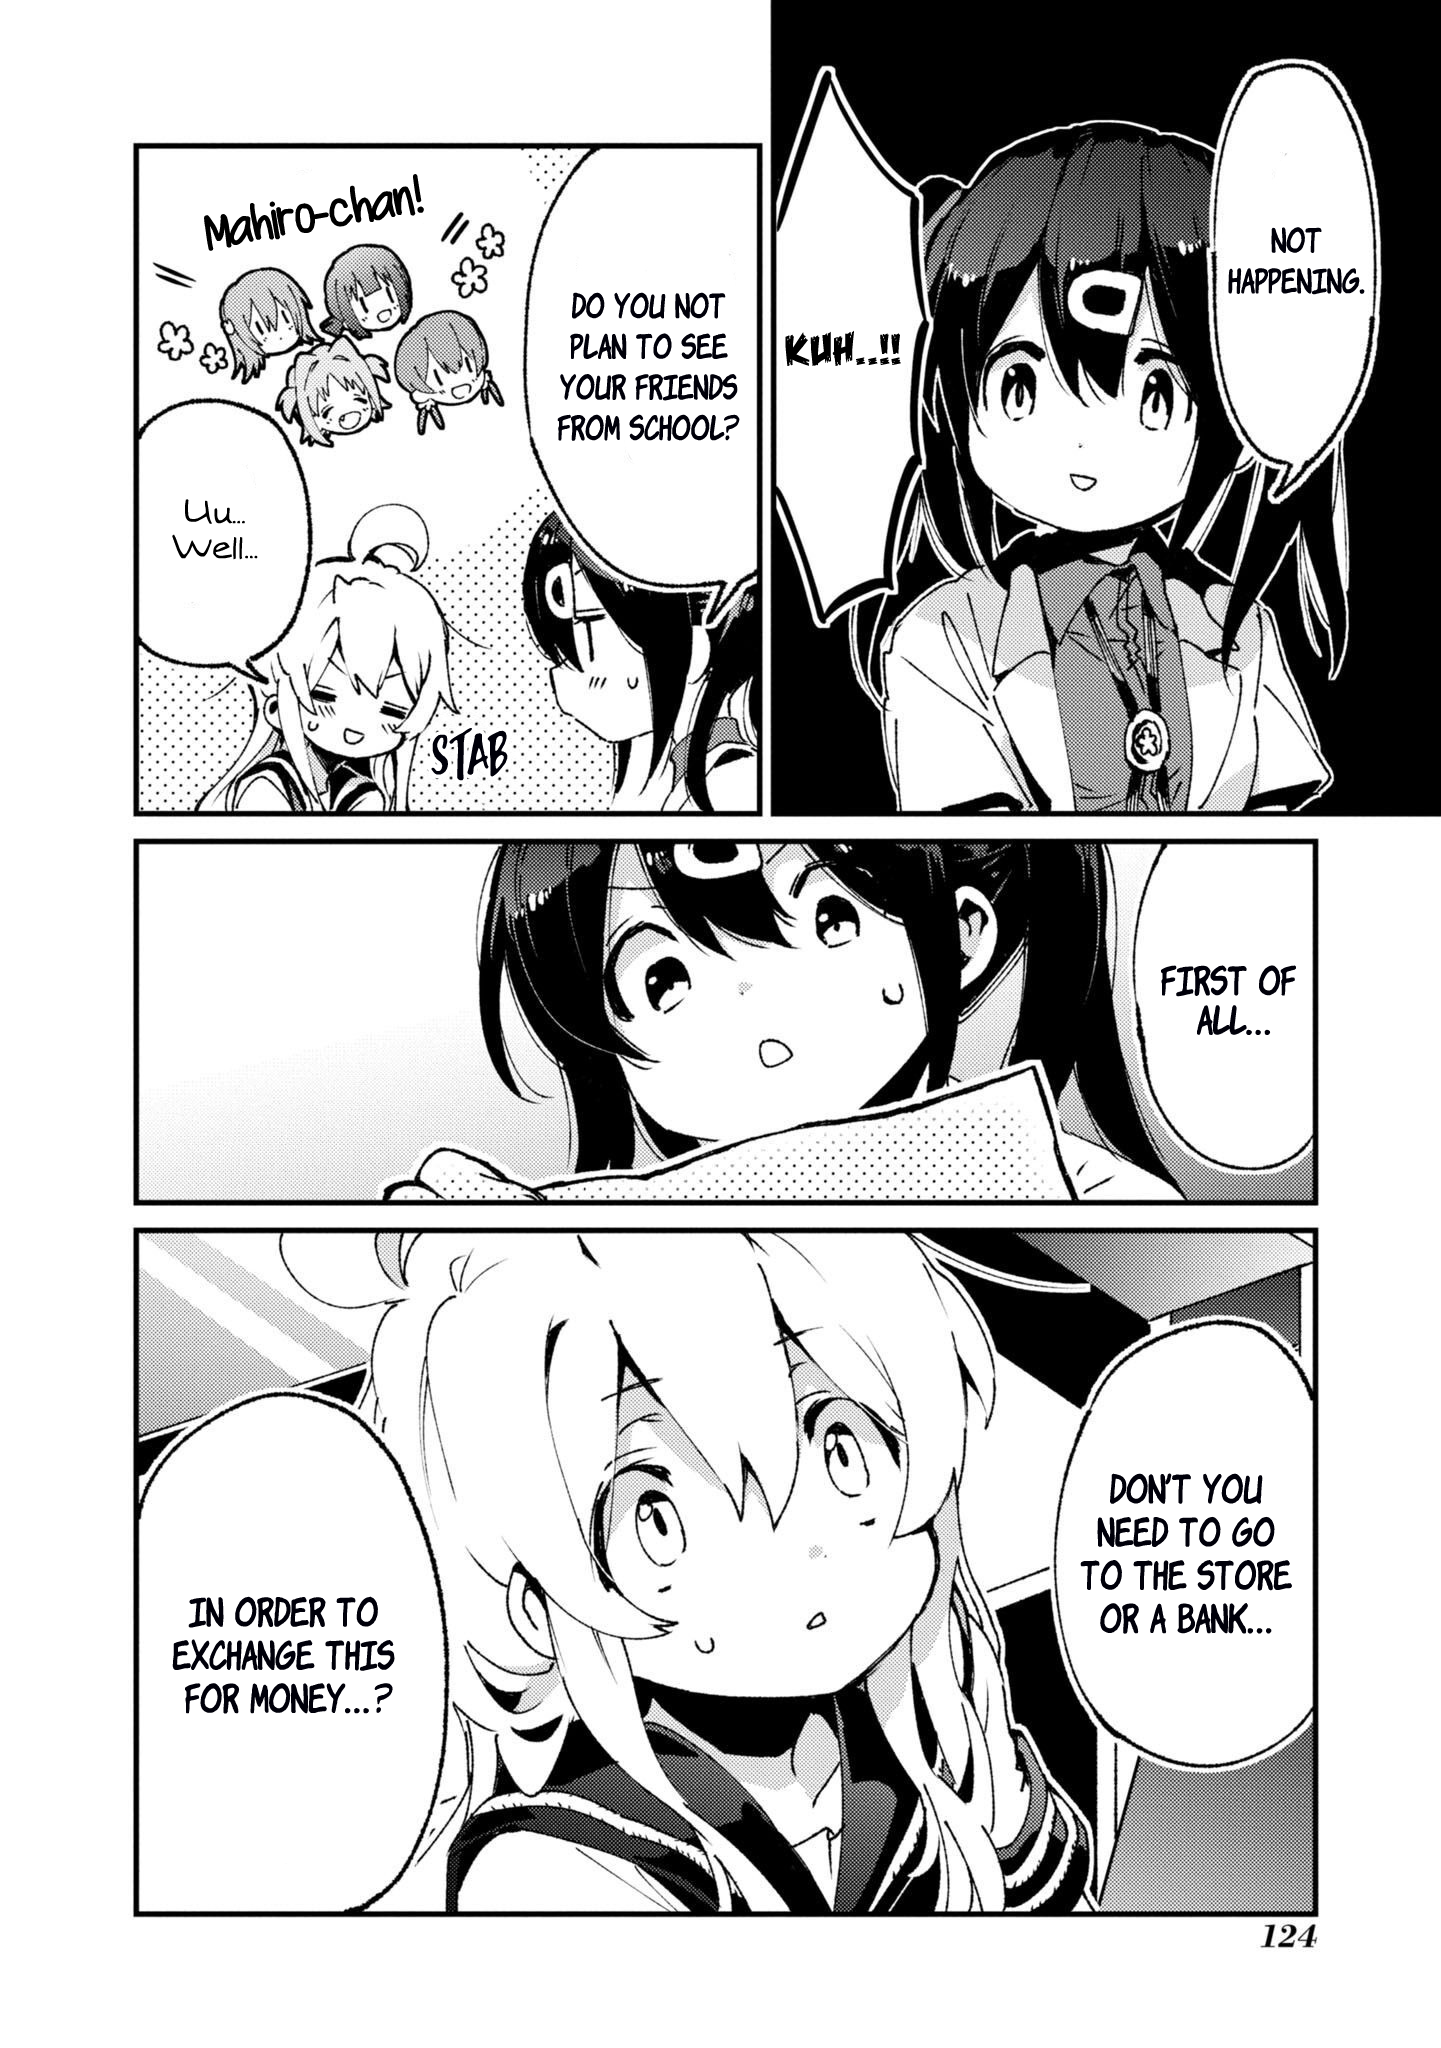 NOT
HAPPENING.
KUH...!!
DO YOU NOT
PLAN TO SEE
YOUR FRIENDS
FROM SCHOOL?
Mahiro-chan!
Uu...
Well...
STAB
FIRST OF
ALL...
DON'T YOU
NEED TO GO
TO THE STORE
OR A BANK...
IN ORDER TO
EXCHANGE THIS
FOR MONEY...?
124